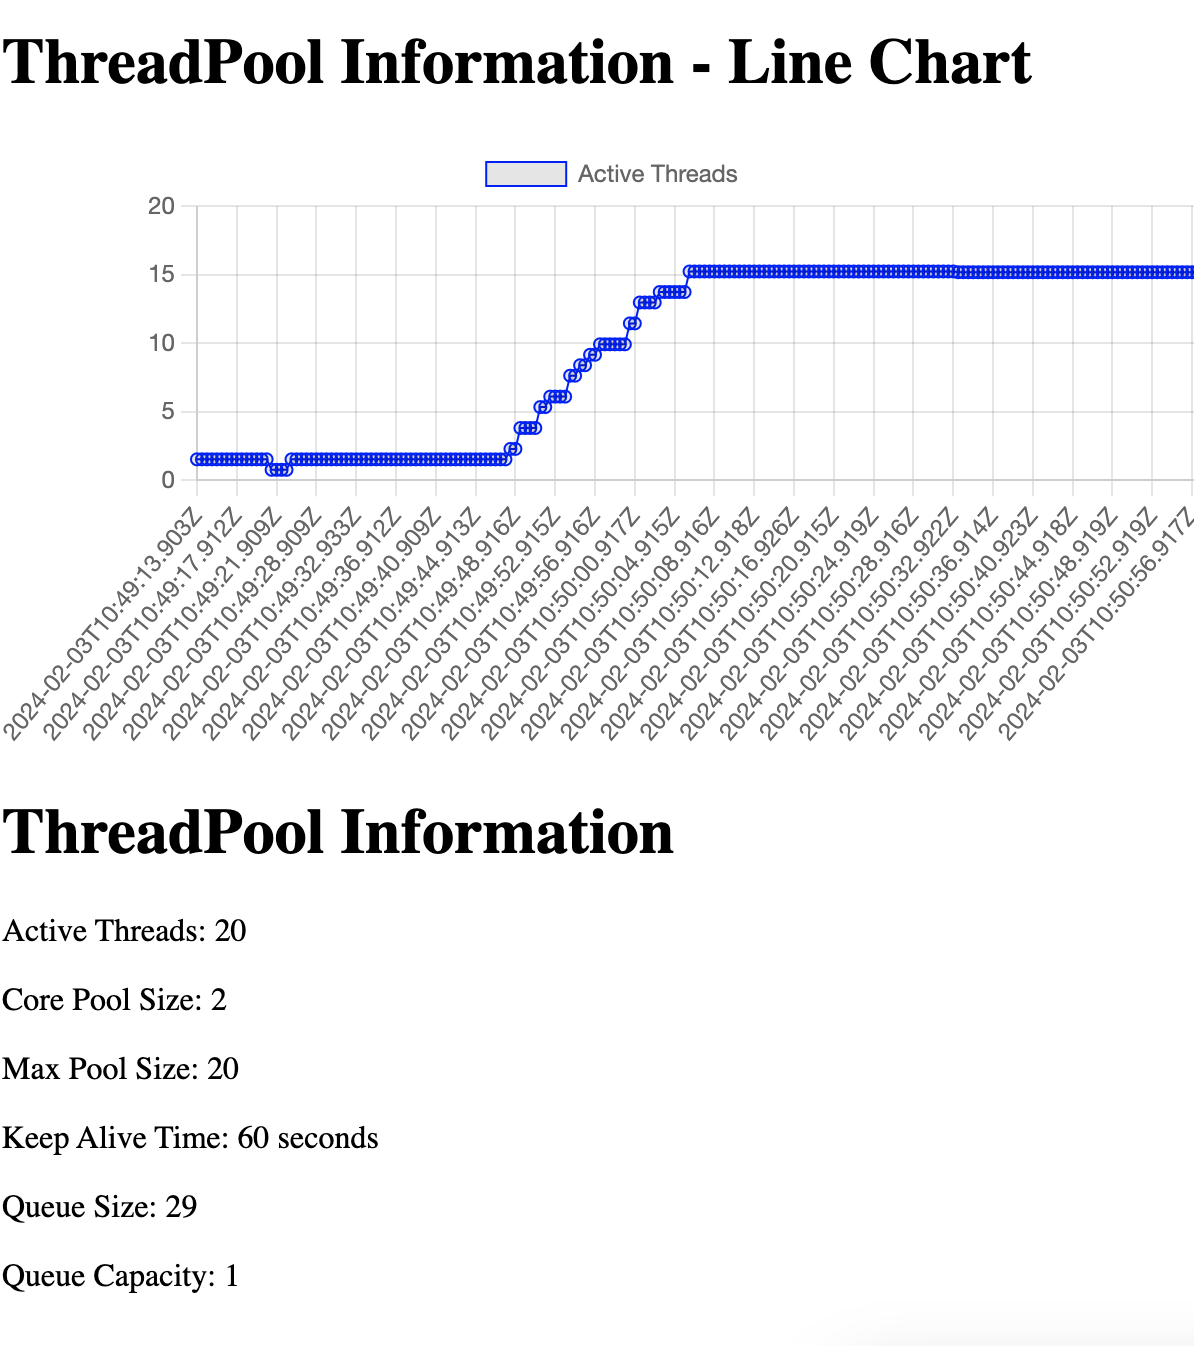 ThreadPool Information - Line Chart
Active Threads
20
15
10
5
0
2024-02-03T10:49:13.903Z
2024-02-03T10:49:17.912Z
2024-02-03T10:49:21.909Z
2024-02-03T10:49:28.909Z
2024-02-03T10:49:32.933Z
2024-02-03T10:49:36.912Z
2024-02-03T10:49:40.909Z
2024-02-03T10:49:44.913Z
2024-02-03T10:49:48.916Z
2024-02-03T10:49:52.915Z
2024-02-03T10:49:56.916Z
2024-02-03T10:50:00.917Z
2024-02-03T10:50:04.915Z
2024-02-03T10:50:08.916Z
2024-02-03T10:50:12.918Z
2024-02-03T10:50:16.926Z
2024-02-03T10:50:20.915Z
2024-02-03T10:50:24.919Z
2024-02-03T10:50:28.916Z
2024-02-03T10:50:32.922Z
2024-02-03T10:50:36.914Z
2024-02-03T10:50:40.923Z
2024-02-03T10:50:44.918Z
2024-02-03T10:50:48.919Z
2024-02-03T10:50:52.919Z
2024-02-03T10:50:56.917Z
ThreadPool Information
Active Threads: 20
Core Pool Size: 2
Max Pool Size: 20
Keep Alive Time: 60 seconds
Queue Size: 29
Queue Capacity: 1